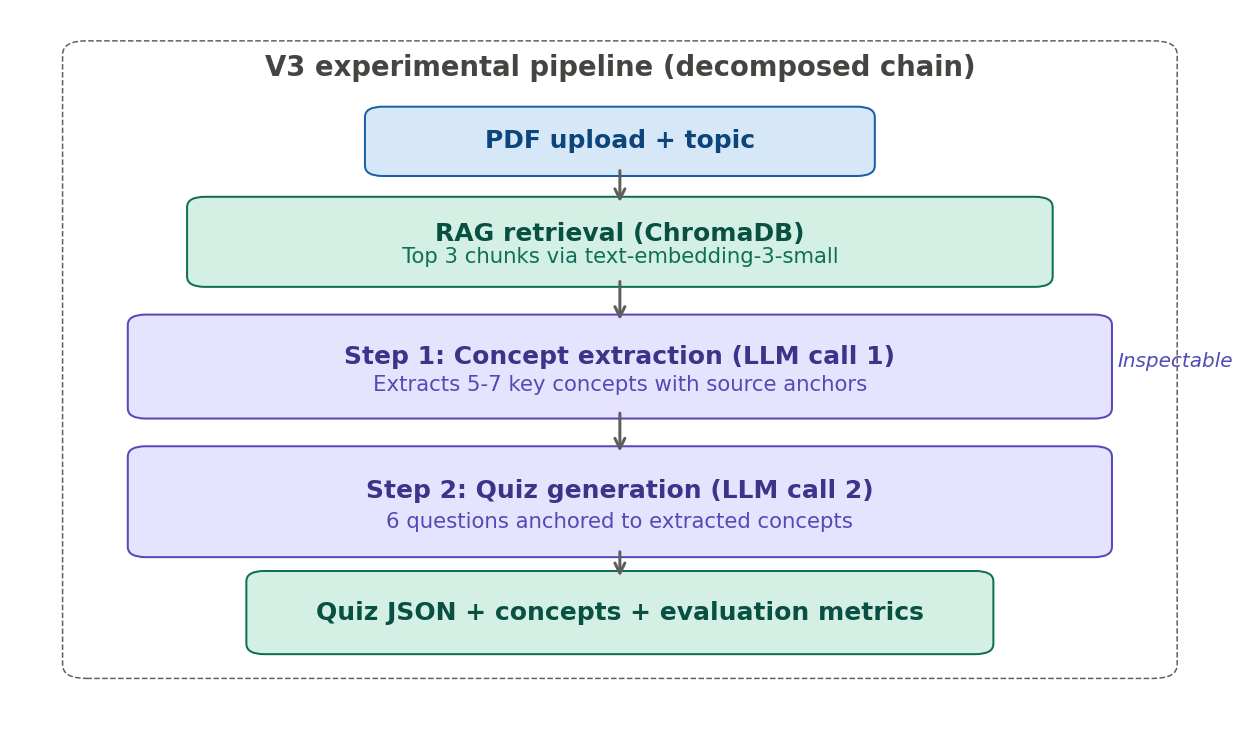 V3 experimental pipeline (decomposed chain)
PDF upload + topic
RAG retrieval (ChromaDB)
Top 3 chunks via text-embedding-3-small
Step 1: Concept extraction (LLM call 1)
Extracts 5-7 key concepts with source anchors
Inspectable
Step 2: Quiz generation (LLM call 2)
6 questions anchored to extracted concepts
Quiz JSON + concepts + evaluation metrics